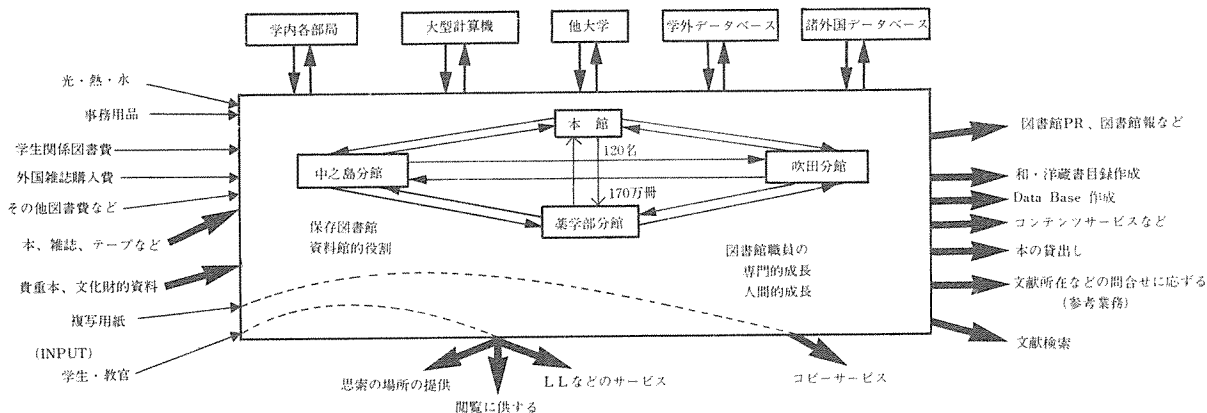 学内各部局
大型計算機
他大学
学外データベース
諸外国データベース
光・熱・水
事務用品
学生関係図書費
外国雑誌購入費
その他図書費など
本、雑誌、テープなど
貴重本、文化財的資料
複写用紙
(INPUT)
学生・教官
本 館
120名
中之島分館
吹田分館
170万冊
薬学部分館
保存図書館
資料館的役割
図書館職員の
専門的成長
人間的成長
図書館PR、図書館報など
和・洋蔵書目録作成
Data Base 作成
コンテンツサービスなど
本の貸出し
文献所在などの問合せに応ずる
(参考業務)
文献検索
思索の場所の提供
閲覧に供する
LLなどのサービス
コピーサービス